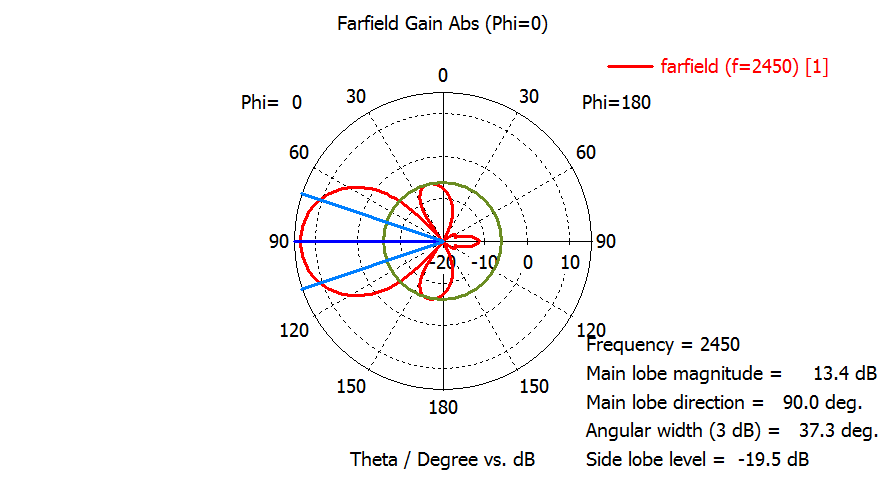 Farfield Gain Abs (Phi=0)
farfield (f=2450) [1]
0
Phi= 0
30
30
Phi=180
60
60
90
90
-20
-10
0
10
120
120
150
150
180
Frequency = 2450
Main lobe magnitude = 13.4 dB
Main lobe direction = 90.0 deg.
Angular width (3 dB) = 37.3 deg.
Side lobe level = -19.5 dB
Theta / Degree vs. dB